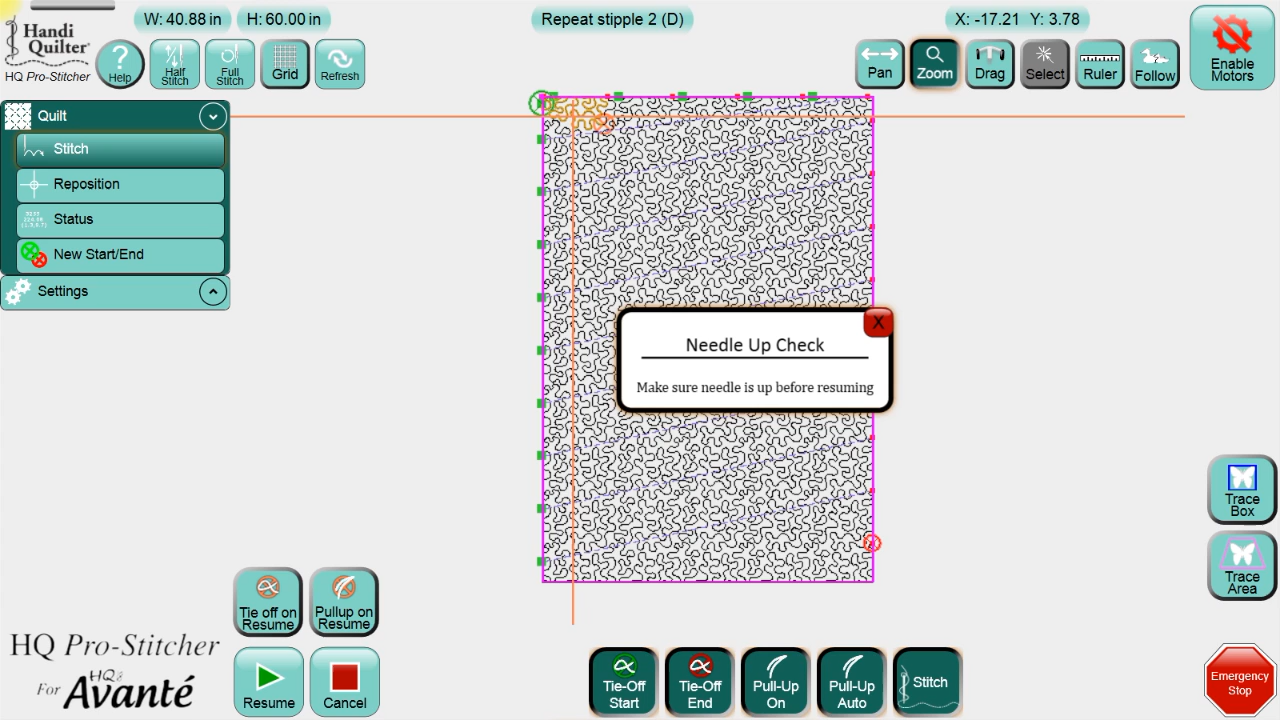 W: 40.88 in
H: 60.00 in
Repeat stipple 2 (D)
X: -17.21 Y: 3.78
Handi
Quilter
HQ Pro-Stitcher
?
Help
Half
Stitch
Full
Stitch
Grid
Refresh
Pan
Zoom
Drag
Select
Ruler
Follow
Enable
Motors
Quilt
Stitch
Reposition
Status
New Start/End
Settings
X
Needle Up Check
Make sure needle is up before resuming
Trace
Box
Trace
Area
Tie off on
Resume
Pullup on
Resume
HQ Pro-Stitcher
For HQ18 Avanté
Resume
Cancel
Tie-Off
Start
Tie-Off
End
Pull-Up
On
Pull-Up
Auto
Stitch
Emergency
Stop